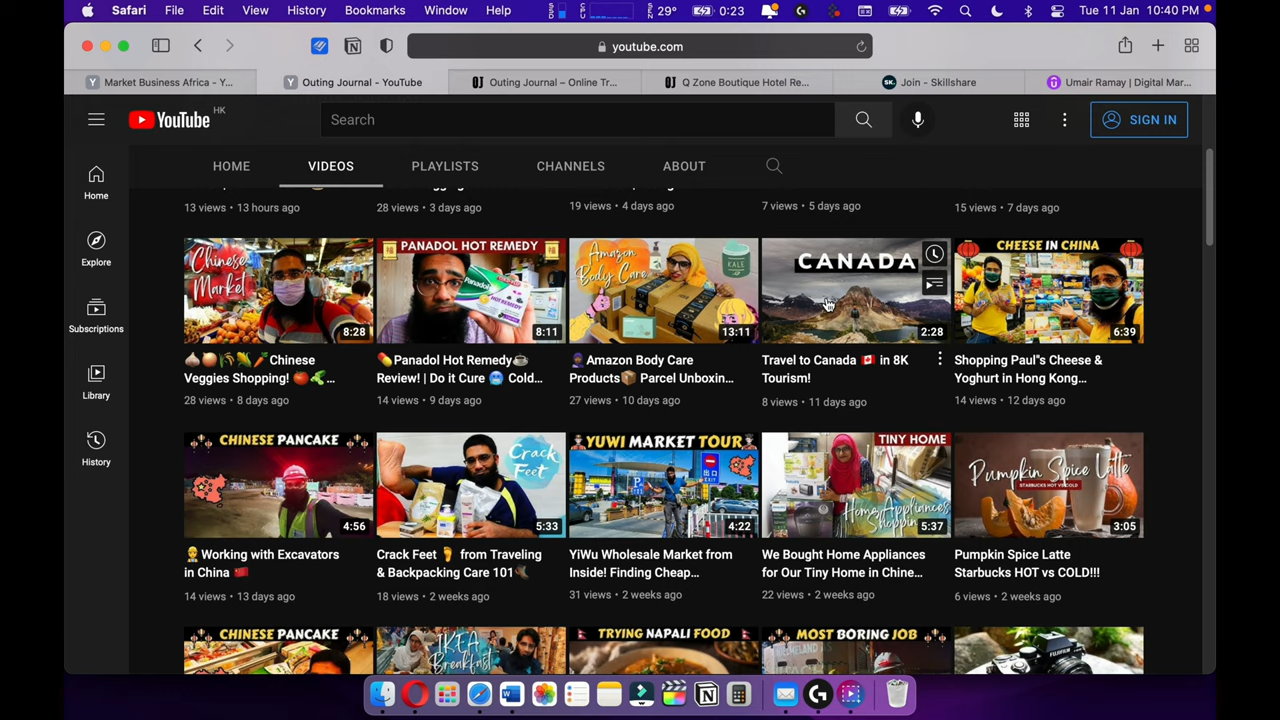 Safari File Edit View History Bookmarks Window Help 29° 0:23 Tue 11 Jan 10:40 PM
youtube.com
Market Business Africa - Y... Outing Journal - YouTube Outing Journal – Online Tr... Q Zone Boutique Hotel Re... Join - Skillshare Umair Ramay | Digital Mar...
YouTube HK Search SIGN IN
HOME VIDEOS PLAYLISTS CHANNELS ABOUT
Home
Explore
Subscriptions
Library
History
13 views • 13 hours ago 28 views • 3 days ago 19 views • 4 days ago 7 views • 5 days ago 15 views • 7 days ago
Chinese Market 8:28
PANADOL HOT REMEDY Panadol HOT REMEDY 8:11
Amazon Body Care KALE 13:11
CANADA 2:28
CHEESE IN CHINA 6:39
🧄🍅🎋🌽🌶Chinese Veggies Shopping! 🍅🥦...
💊Panadol Hot Remedy☕ Review! | Do it Cure 🥶 Cold...
🧕🏾Amazon Body Care Products📦 Parcel Unboxin...
Travel to Canada 🇨🇦 in 8K Tourism!
Shopping Paul"s Cheese & Yoghurt in Hong Kong...
28 views • 8 days ago 14 views • 9 days ago 27 views • 10 days ago 8 views • 11 days ago 14 views • 12 days ago
CHINESE PANCAKE 4:56
Crack Feet 5:33
YUWI MARKET TOUR 出口 EXIT 4:22
TINY HOME Home Appliances Shopping 5:37
Pumpkin Spice Latte STARBUCKS HOT VS COLD 3:05
👷Working with Excavators in China 🇨🇳
Crack Feet 🦶 from Traveling & Backpacking Care 101🥾
YiWu Wholesale Market from Inside! Finding Cheap...
We Bought Home Appliances for Our Tiny Home in Chine...
Pumpkin Spice Latte Starbucks HOT vs COLD!!!
14 views • 13 days ago 18 views • 2 weeks ago 31 views • 2 weeks ago 22 views • 2 weeks ago 6 views • 2 weeks ago
CHINESE PANCAKE IKEA Breakfast TRYING NAPALI FOOD MOST BORING JOB FUJIFILM